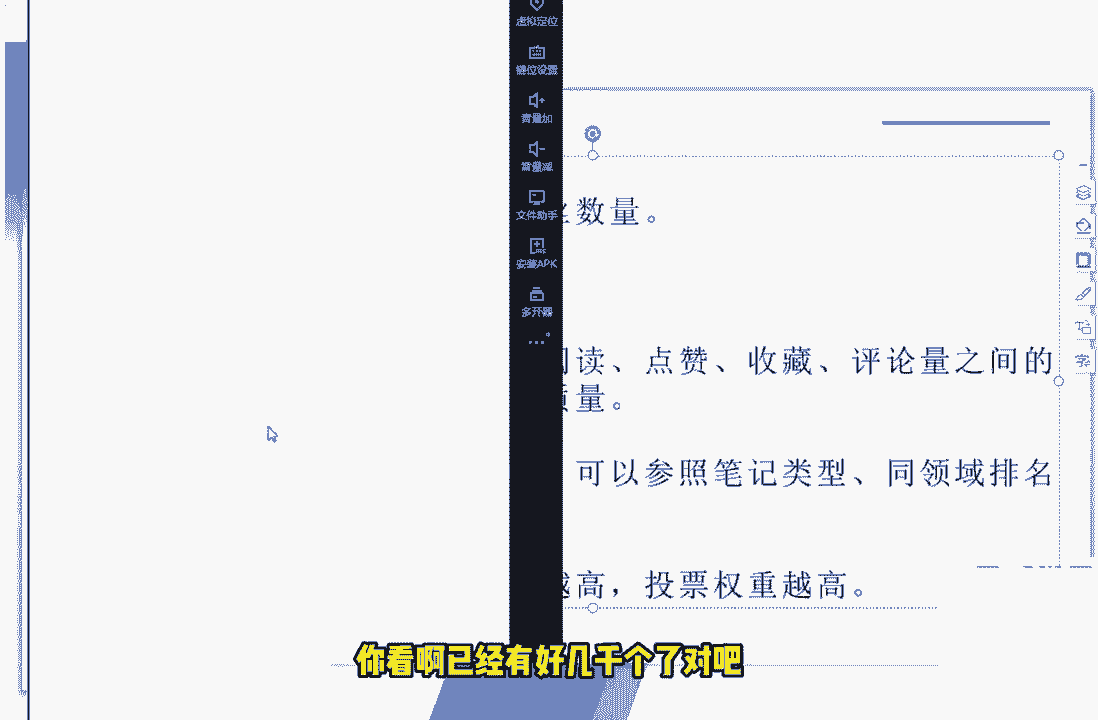 虚拟定位
键位设置
音量加
音量减
文件助手
安装APK
多开器
数量。
阅读、点赞、收藏、评论量之间的
质量。
可以参照笔记类型、同领域排名
越高，投票权重越高。
字
你看啊已经有好几千个了对吧